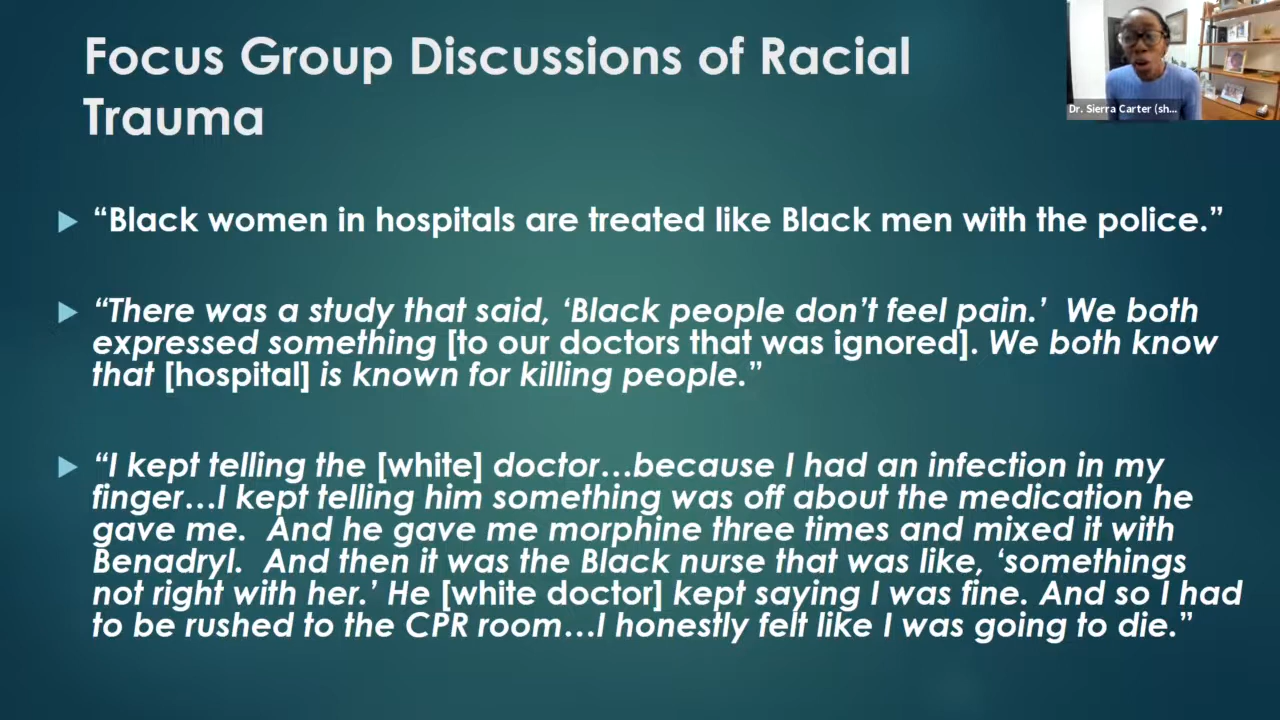 Focus Group Discussions of Racial
Trauma
Dr. Sierra Carter (sh...
“Black women in hospitals are treated like Black men with the police.”
“There was a study that said, ‘Black people don’t feel pain.’ We both
expressed something [to our doctors that was ignored]. We both know
that [hospital] is known for killing people.”
“I kept telling the [white] doctor…because I had an infection in my
finger…I kept telling him something was off about the medication he
gave me. And he gave me morphine three times and mixed it with
Benadryl. And then it was the Black nurse that was like, ‘somethings
not right with her.’ He [white doctor] kept saying I was fine. And so I had
to be rushed to the CPR room…I honestly felt like I was going to die.”